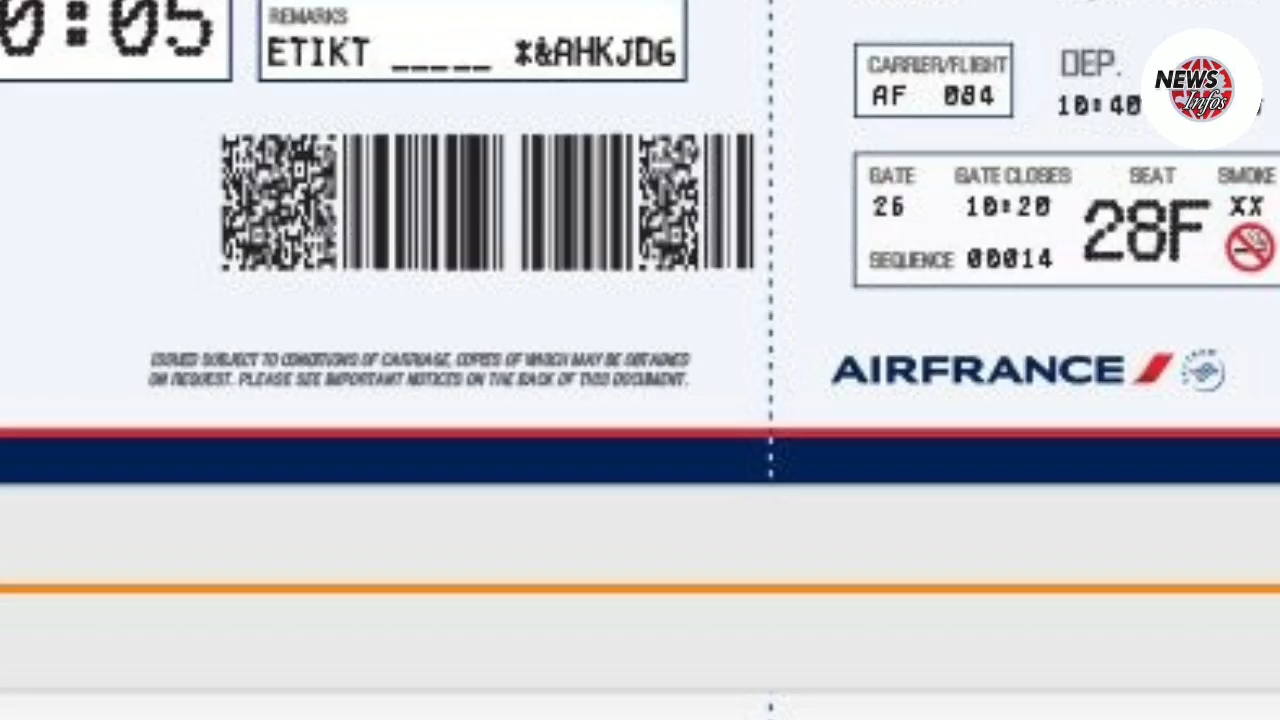 0:05
REMARKS
ETIKT _____ *&AHKJDG
CARRIER/FLIGHT
AF 084
DEP.
10:40
NEWS
Infos
GATE GATE CLOSES SEAT SMOKE
26 10:20 28F XX
SEQUENCE 00014
ISSUED SUBJECT TO CONDITIONS OF CARRIAGE, COPIES OF WHICH MAY BE OBTAINED
ON REQUEST. PLEASE SEE IMPORTANT NOTICES ON THE BACK OF THIS DOCUMENT.
AIRFRANCE